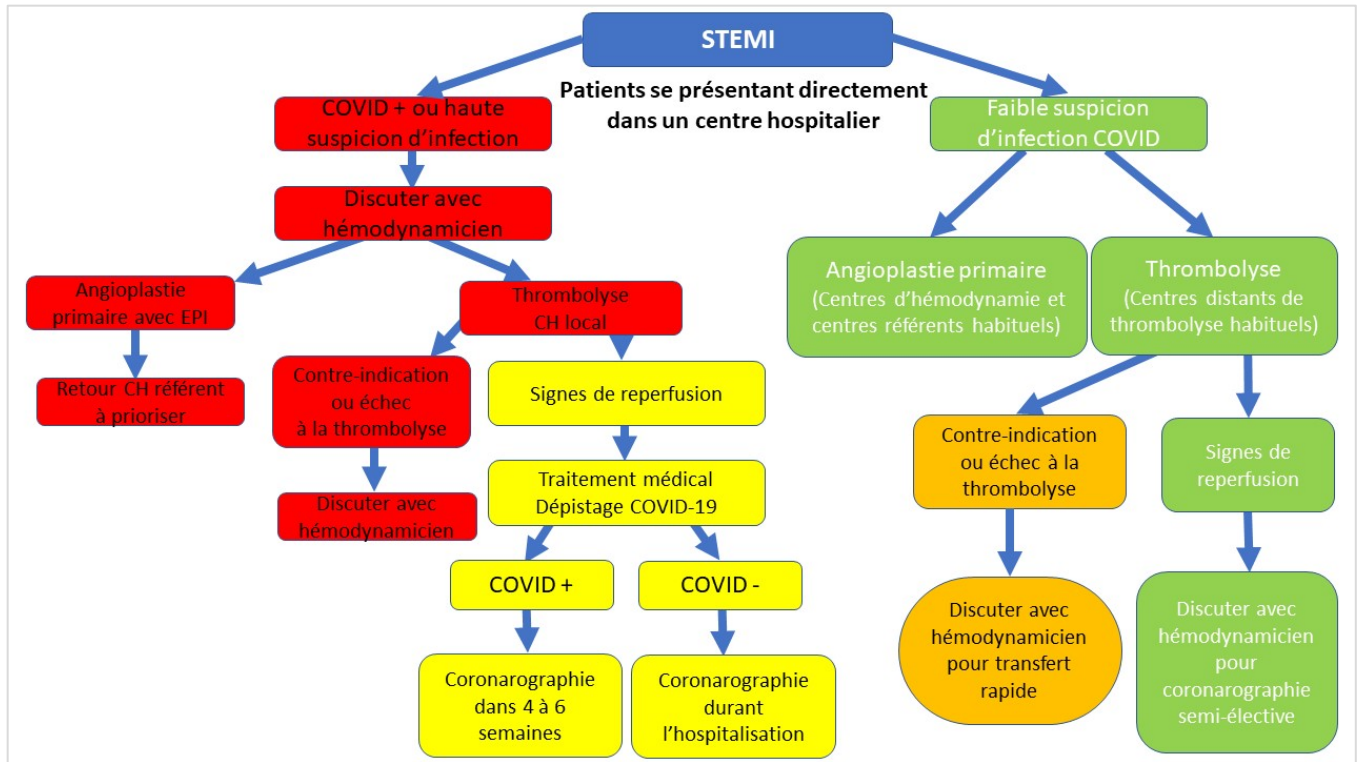 STEMI
Patients se présentant directement
dans un centre hospitalier
COVID + ou haute
suspicion d’infection
Discuter avec
hémodynamicien
Angioplastie
primaire avec EPI
Retour CH référent
à prioriser
Thrombolyse
CH local
Contre-indication
ou échec
à la thrombolyse
Discuter avec
hémodynamicien
Signes de reperfusion
Traitement médical
Dépistage COVID-19
COVID +
Coronarographie
dans 4 à 6
semaines
COVID -
Coronarographie
durant
l’hospitalisation
Faible suspicion
d’infection COVID
Angioplastie primaire
(Centres d’hémodynamie et
centres référents habituels)
Thrombolyse
(Centres distants de
thrombolyse habituels)
Contre-indication
ou échec à la
thrombolyse
Discuter avec
hémodynamicien
pour transfert
rapide
Signes de
reperfusion
Discuter avec
hémodynamicien
pour
coronarographie
semi-élective